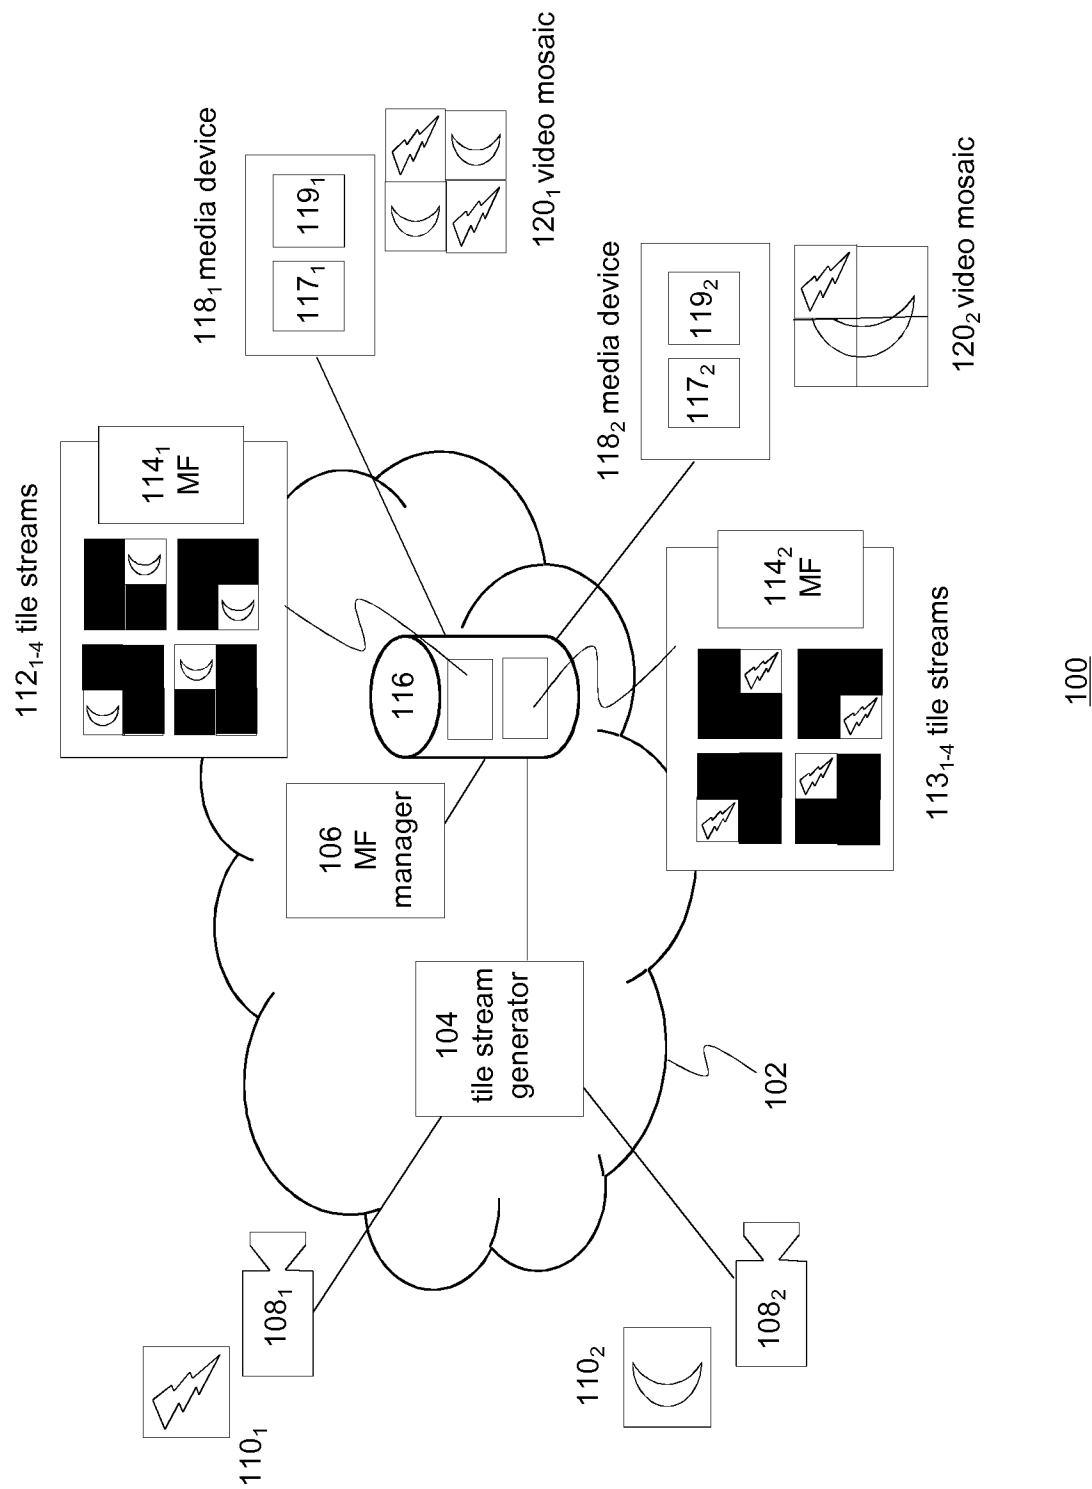 112₁₋₄ tile streams
114₁
MF
118₁ media device
117₁ 119₁
120₁ video mosaic
106
MF
manager
116
110₁
108₁
104
tile stream
generator
118₂ media device
117₂ 119₂
120₂ video mosaic
110₂
108₂
102
114₂
MF
113₁₋₄ tile streams
100